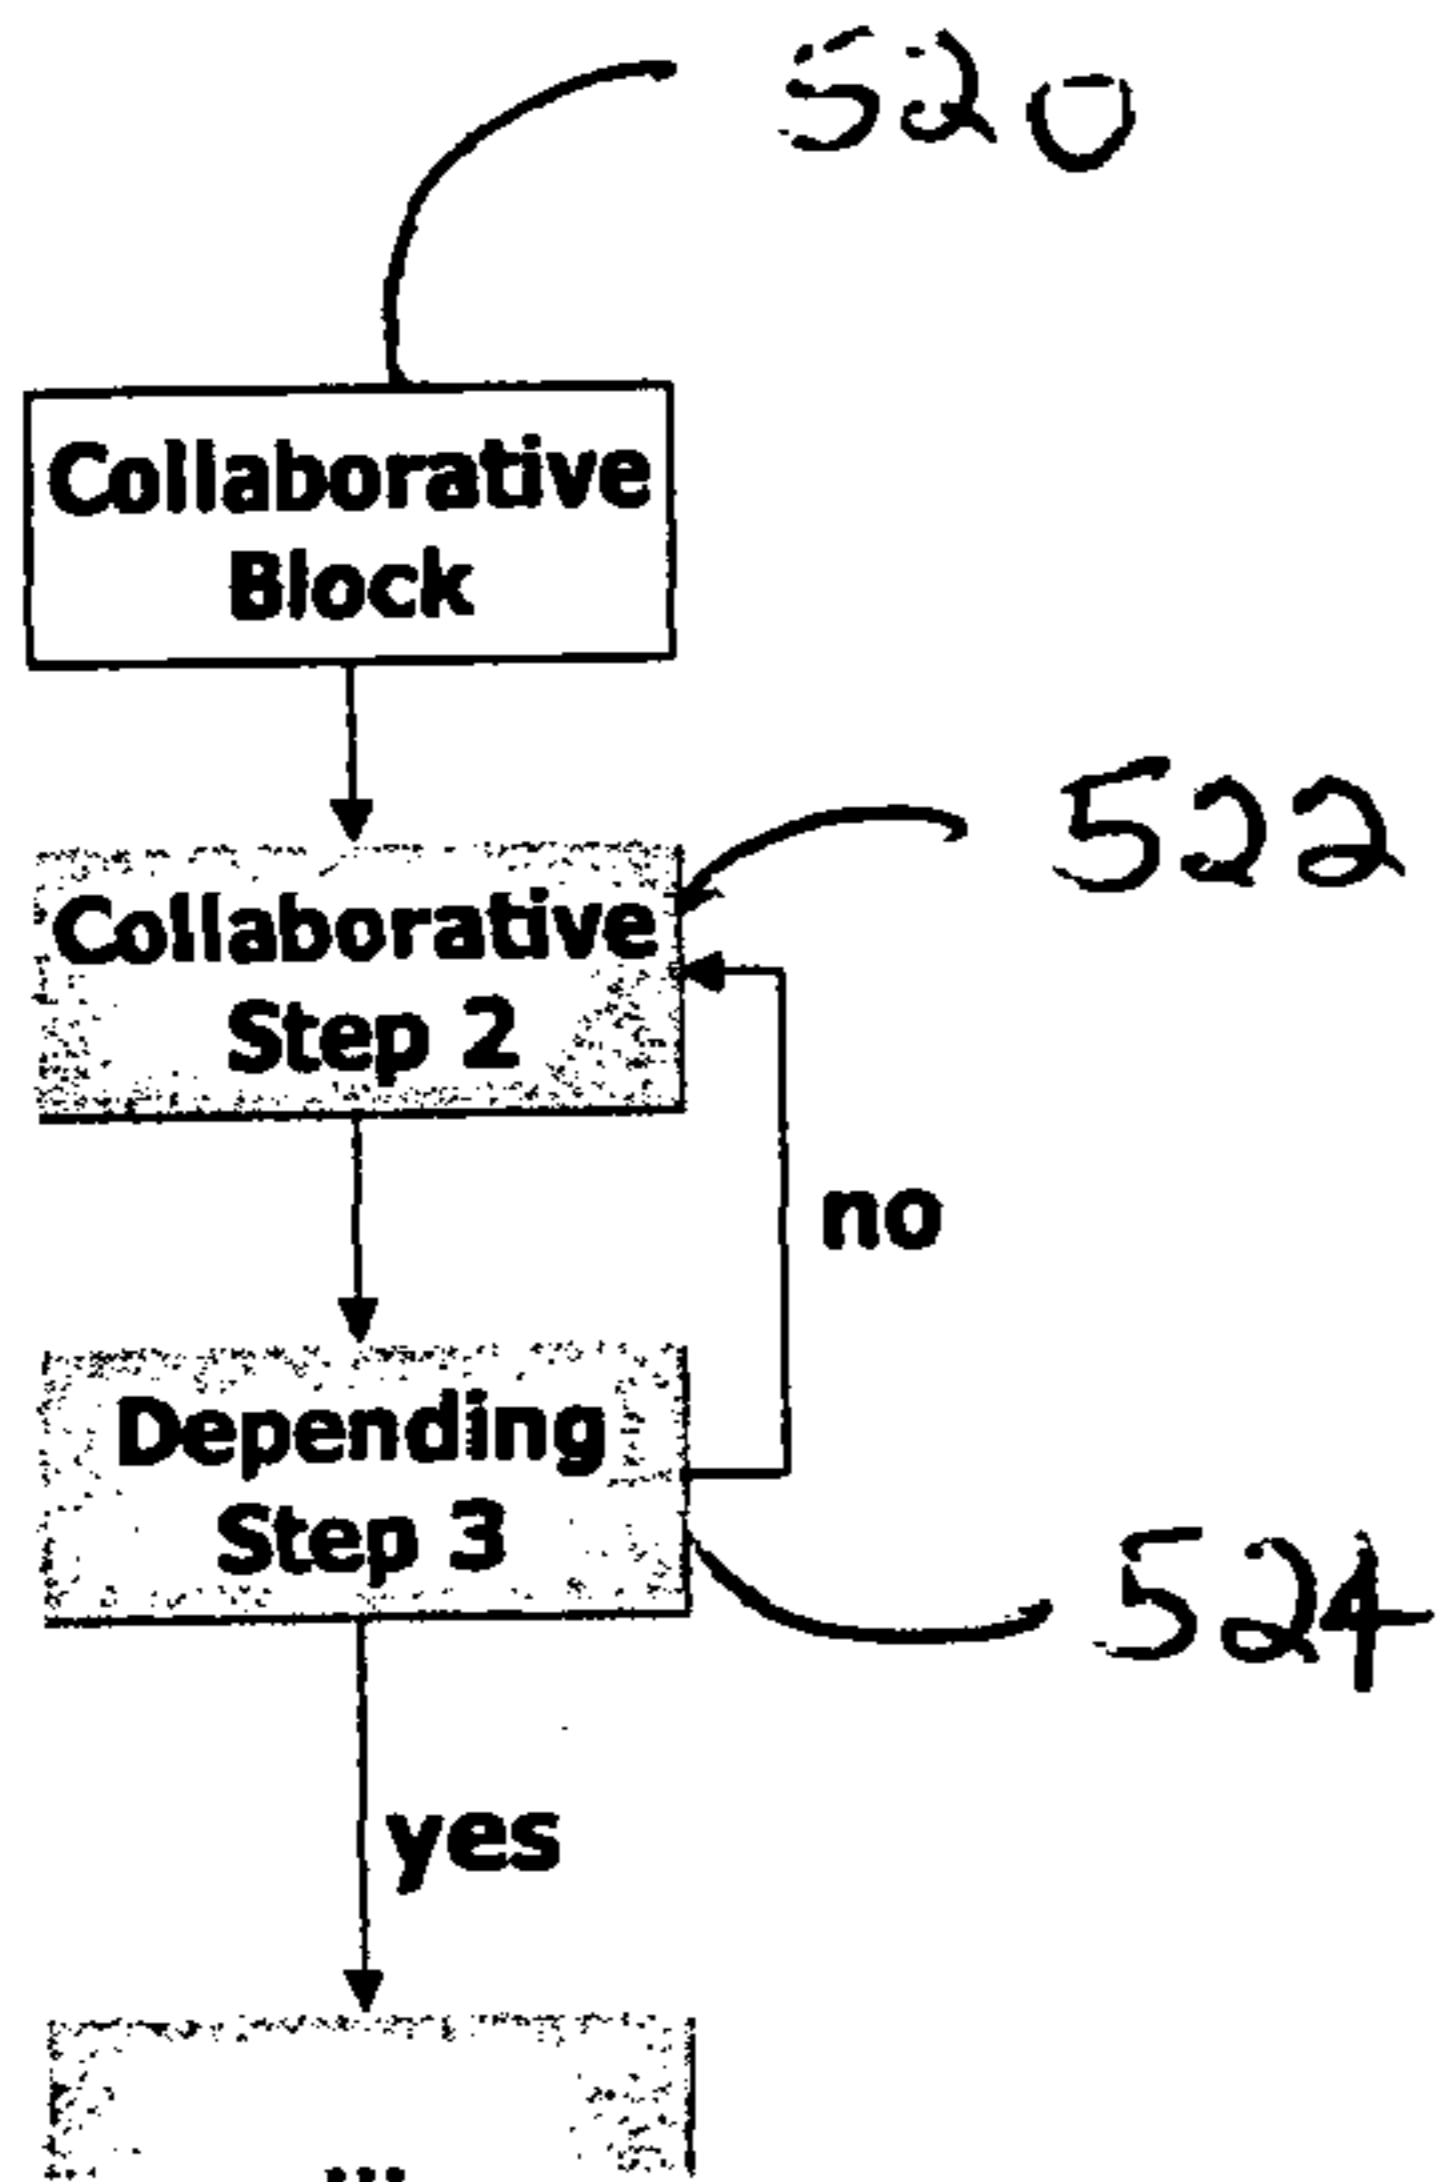 520
Collaborative
Block
522
Collaborative
Step 2
no
Depending
Step 3
524
yes
...